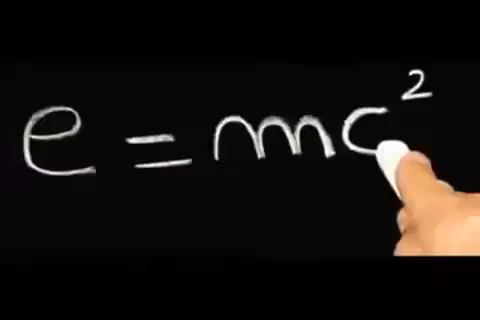 e = mc²